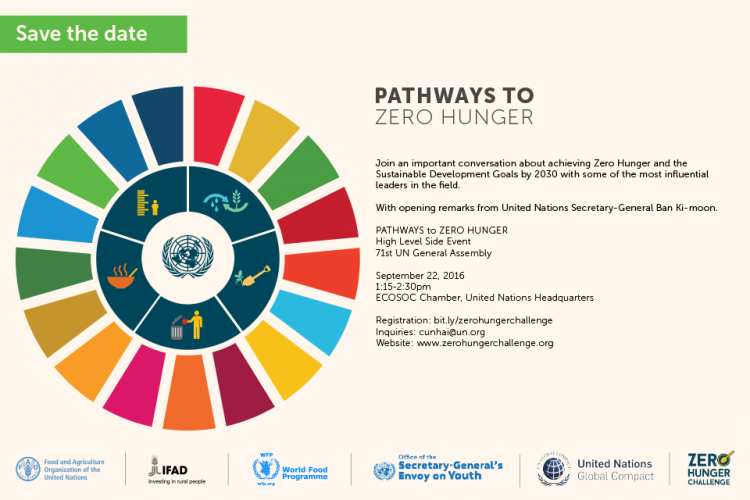 Save the date
PATHWAYS TO
ZERO HUNGER
Join an important conversation about achieving Zero Hunger and the
Sustainable Development Goals by 2030 with some of the most influential
leaders in the field.
With opening remarks from United Nations Secretary-General Ban Ki-moon.
PATHWAYS to ZERO HUNGER
High Level Side Event
71st UN General Assembly
September 22, 2016
1:15-2:30pm
ECOSOC Chamber, United Nations Headquarters
Registration: bit.ly/zerohungerchallenge
Inquiries: cunhai@un.org
Website: www.zerohungerchallenge.org
Food and Agriculture
Organization of the
United Nations
IFAD
Investing in rural people
WFP
wfp.org
World Food
Programme
Office of the
Secretary-General's
Envoy on Youth
United Nations
Global Compact
ZERO
HUNGER
CHALLENGE